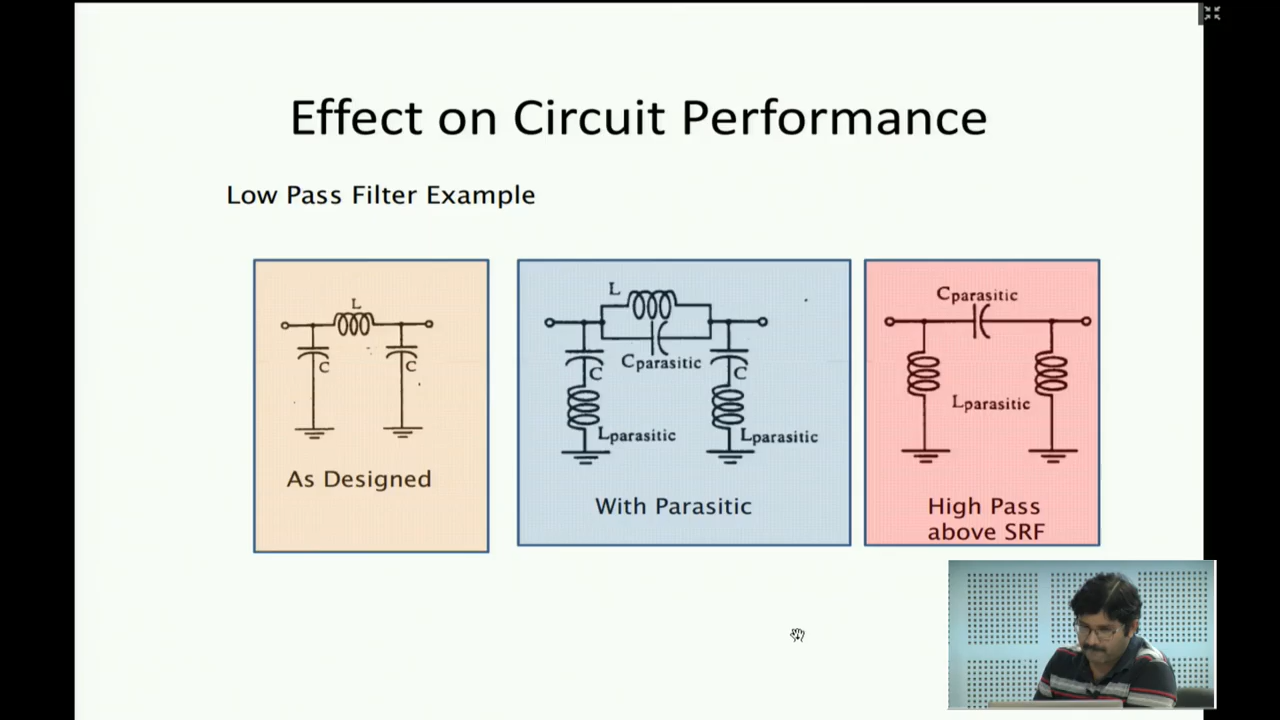 Effect on Circuit Performance
Low Pass Filter Example
L
C
C
As Designed
L
Cparasitic
C
C
Lparasitic
Lparasitic
With Parasitic
Cparasitic
Lparasitic
High Pass
above SRF